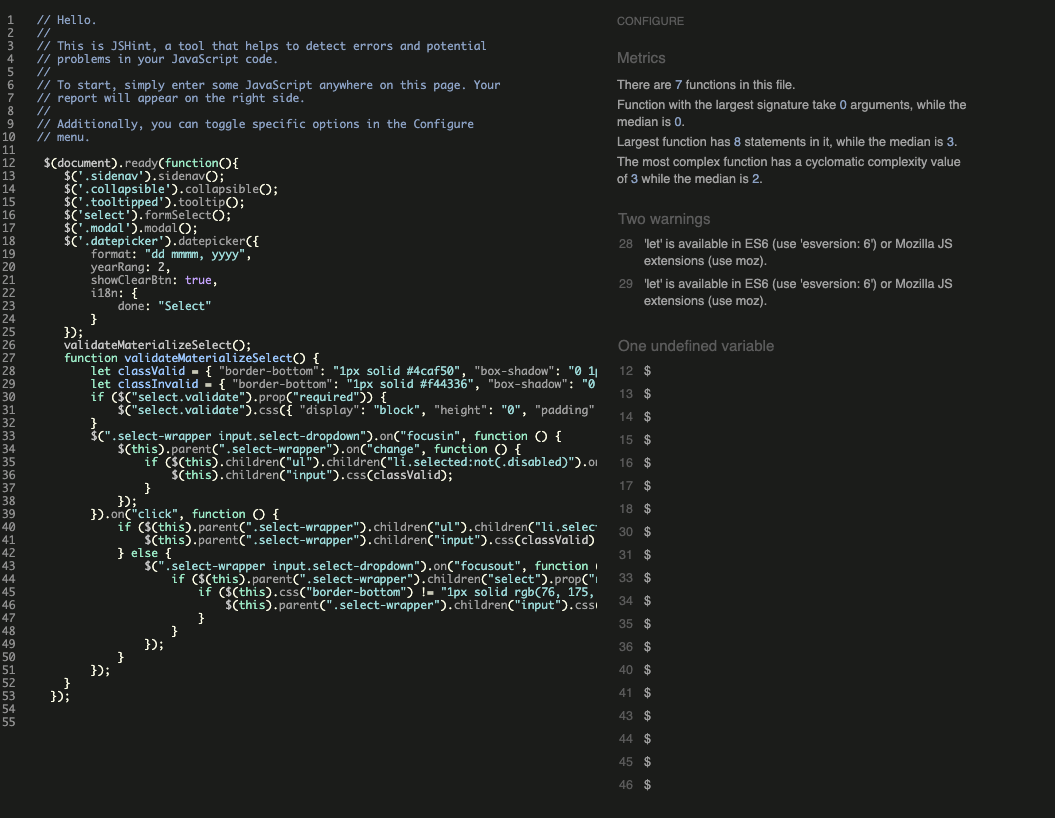 1 // Hello.
2 //
3 // This is JSHint, a tool that helps to detect errors and potential
4 // problems in your JavaScript code.
5 //
6 // To start, simply enter some JavaScript anywhere on this page. Your
7 // report will appear on the right side.
8 //
9 // Additionally, you can toggle specific options in the Configure
10 // menu.
11
12 $(document).ready(function(){
13 $('.sidenav').sidenav();
14 $('.collapsible').collapsible();
15 $('.tooltipped').tooltip();
16 $('select').formSelect();
17 $('.modal').modal();
18 $('.datepicker').datepicker({
19 format: "dd mmmm, yyyy",
20 yearRang: 2,
21 showClearBtn: true,
22 i18n: {
23 done: "Select"
24 }
25 });
26 validateMaterializeSelect();
27 function validateMaterializeSelect() {
28 let classValid = { "border-bottom": "1px solid #4caf50", "box-shadow": "0 1p
29 let classInvalid = { "border-bottom": "1px solid #f44336", "box-shadow": "0
30 if ($("select.validate").prop("required")) {
31 $("select.validate").css({ "display": "block", "height": "0", "padding"
32 }
33 $(".select-wrapper input.select-dropdown").on("focusin", function () {
34 $(this).parent(".select-wrapper").on("change", function () {
35 if ($(this).children("ul").children("li.selected:not(.disabled)").on
36 $(this).children("input").css(classValid);
37 }
38 });
39 }).on("click", function () {
40 if ($(this).parent(".select-wrapper").children("ul").children("li.selec
41 $(this).parent(".select-wrapper").children("input").css(classValid)
42 } else {
43 $(".select-wrapper input.select-dropdown").on("focusout", function (
44 if ($(this).parent(".select-wrapper").children("select").prop("r
45 if ($(this).css("border-bottom") != "1px solid rgb(76, 175,
46 $(this).parent(".select-wrapper").children("input").css(
47 }
48 }
49 });
50 }
51 });
52 }
53 });
54
55
CONFIGURE
Metrics
There are 7 functions in this file.
Function with the largest signature take 0 arguments, while the
median is 0.
Largest function has 8 statements in it, while the median is 3.
The most complex function has a cyclomatic complexity value
of 3 while the median is 2.
Two warnings
28 'let' is available in ES6 (use 'esversion: 6') or Mozilla JS
extensions (use moz).
29 'let' is available in ES6 (use 'esversion: 6') or Mozilla JS
extensions (use moz).
One undefined variable
12 $
13 $
14 $
15 $
16 $
17 $
18 $
30 $
31 $
33 $
34 $
35 $
36 $
40 $
41 $
43 $
44 $
45 $
46 $